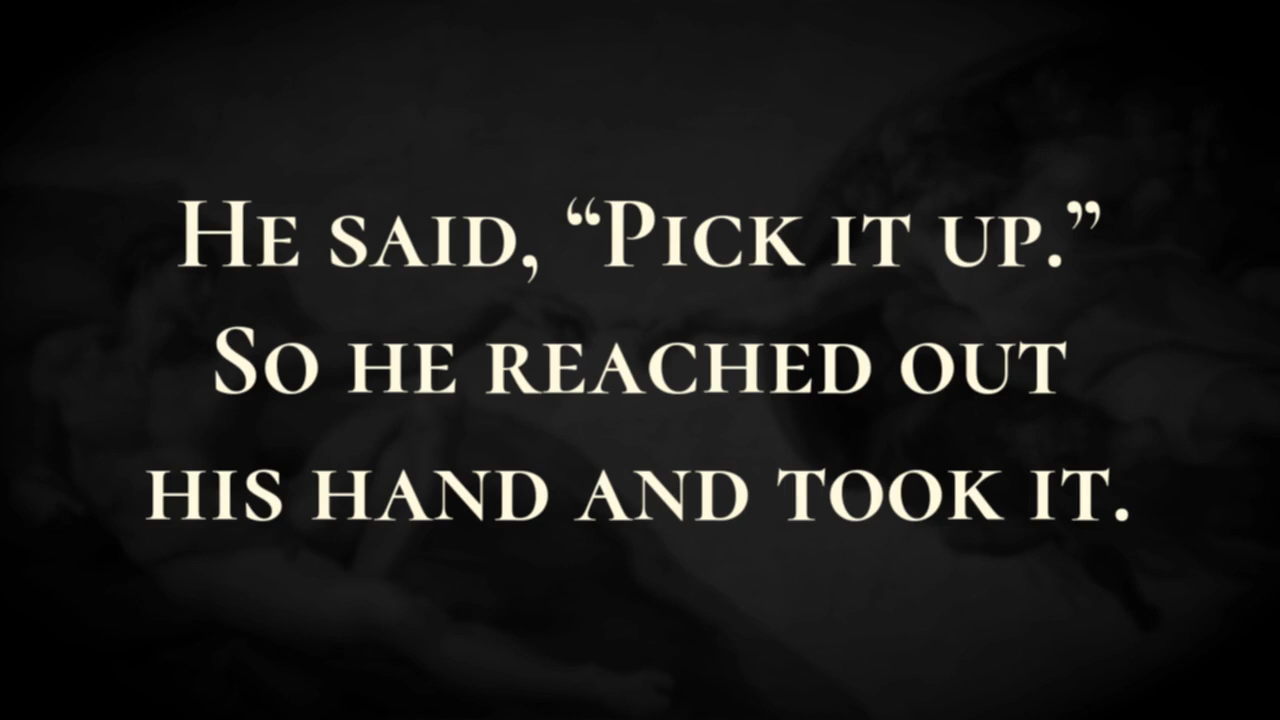 He said, “Pick it up.”
So he reached out
his hand and took it.